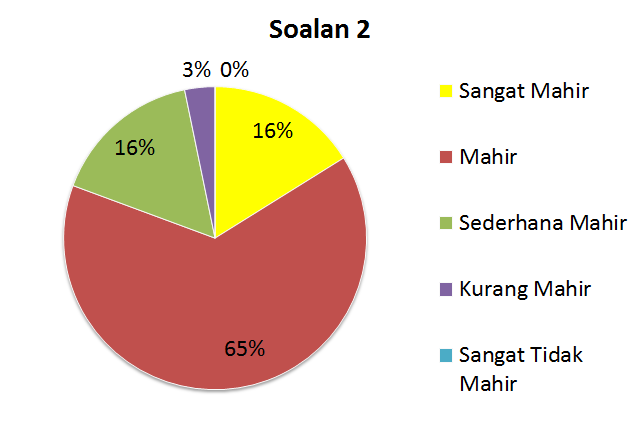 Soalan 2
3% 0%
16%
16%
65%
Sangat Mahir
Mahir
Sederhana Mahir
Kurang Mahir
Sangat Tidak
Mahir